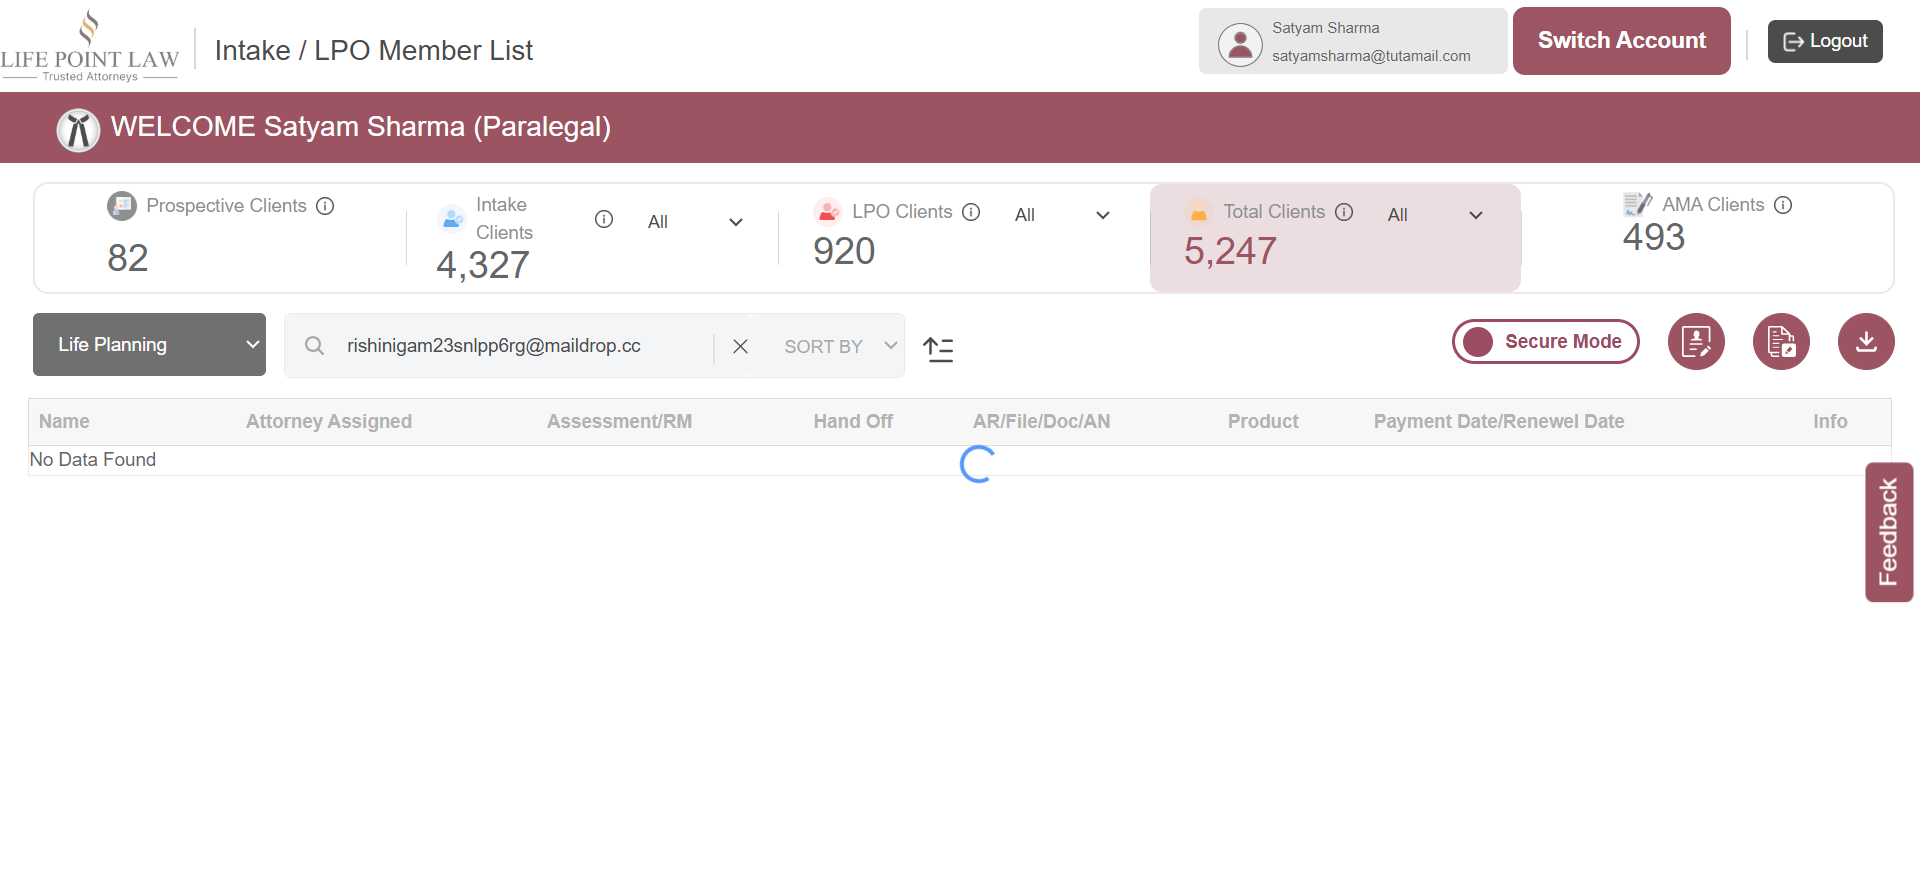 LIFE POINT LAW
Trusted Attorneys
Intake / LPO Member List
Satyam Sharma
satyamsharma@tutamail.com
Switch Account
Logout
WELCOME Satyam Sharma (Paralegal)
Prospective Clients
82
Intake
Clients
All
4,327
LPO Clients
All
920
Total Clients
All
5,247
AMA Clients
493
Life Planning
rishinigam23snlpp6rg@maildrop.cc
SORT BY
Secure Mode
Name Attorney Assigned Assessment/RM Hand Off AR/File/Doc/AN Product Payment Date/Renewel Date Info
No Data Found
Feedback